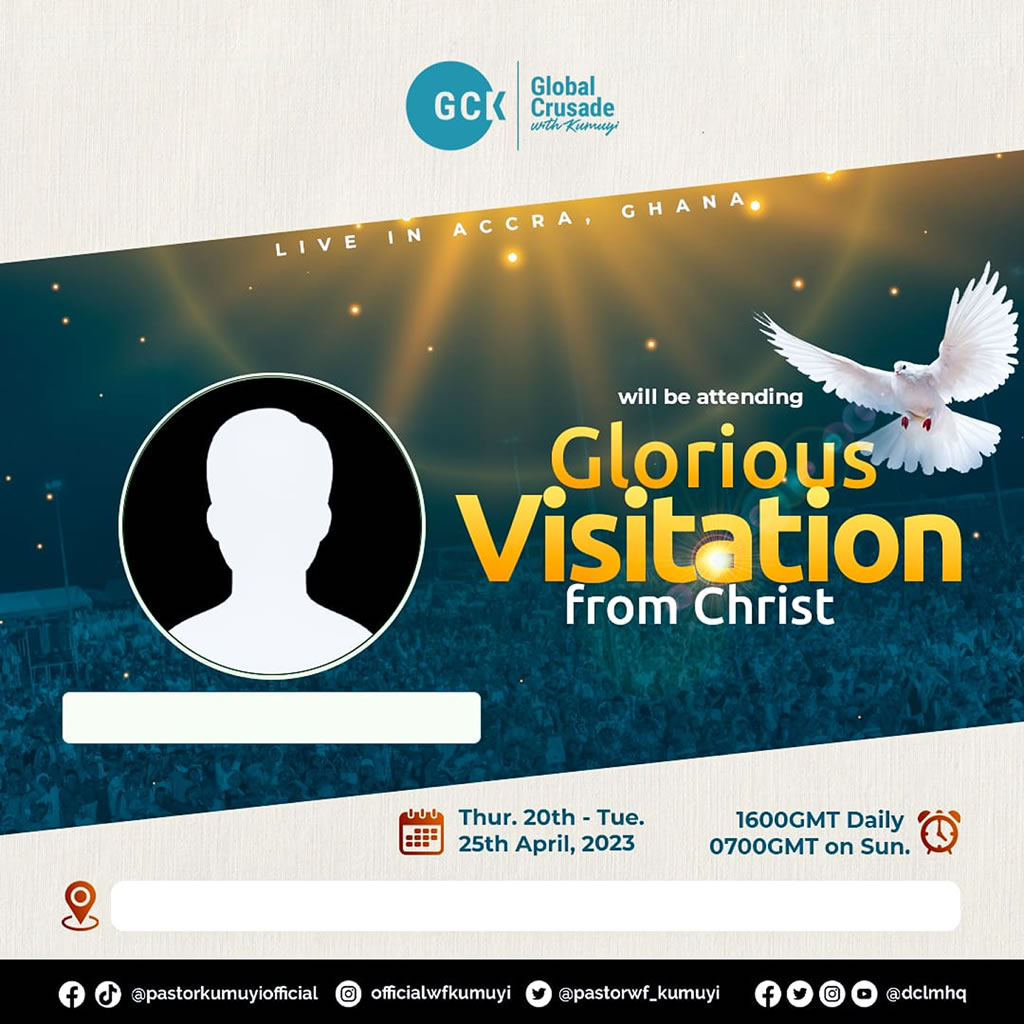 GCK
Global
Crusade
with Kumuyi
LIVE IN ACCRA, GHANA
will be attending
Glorious
Visitation
from Christ
Thur. 20th - Tue.
25th April, 2023
1600GMT Daily
0700GMT on Sun.
@pastorkumuyiofficial
officialwfkumuyi
@pastorwf_kumuyi
@dclmhq